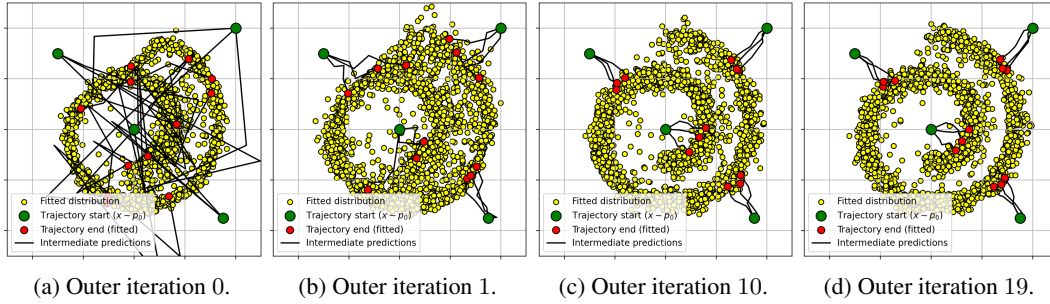 Fitted distribution
Trajectory start (x ~ p₀)
Trajectory end (fitted)
Intermediate predictions
Fitted distribution
Trajectory start (x ~ p₀)
Trajectory end (fitted)
Intermediate predictions
Fitted distribution
Trajectory start (x ~ p₀)
Trajectory end (fitted)
Intermediate predictions
Fitted distribution
Trajectory start (x ~ p₀)
Trajectory end (fitted)
Intermediate predictions
(a) Outer iteration 0.
(b) Outer iteration 1.
(c) Outer iteration 10.
(d) Outer iteration 19.